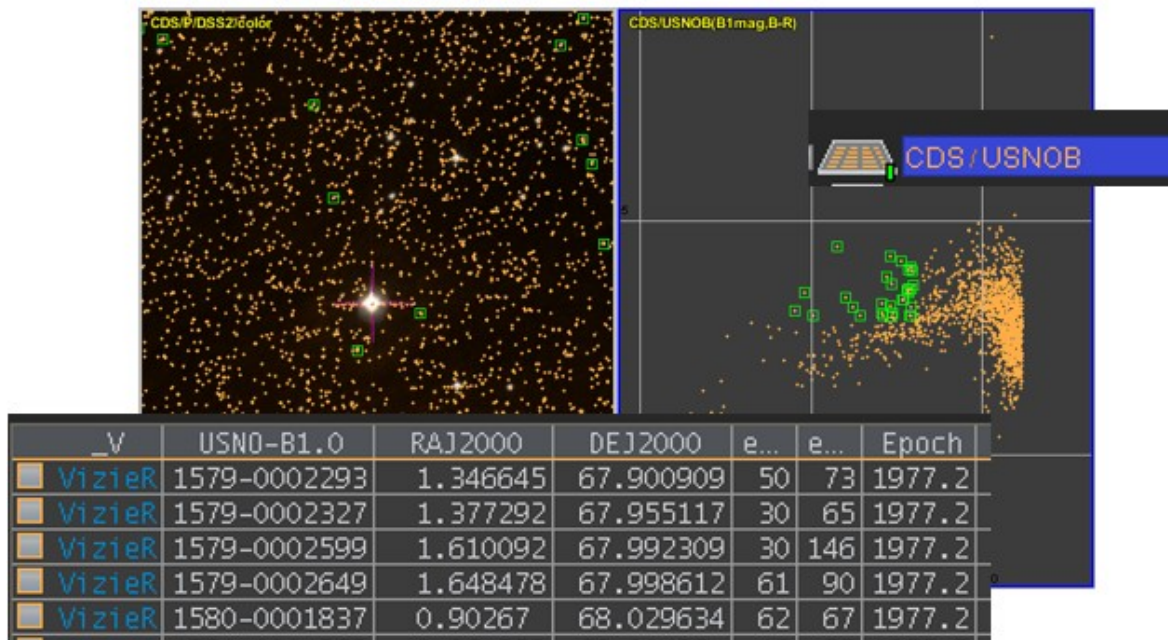 CDS/P/DSS2/color
CDS/USNOB(B1mag,B-R)
CDS/USNOB
5
0
_V USNO-B1.0 RAJ2000 DEJ2000 e... e... Epoch
VizieR 1579-0002293 1.346645 67.900909 50 73 1977.2
VizieR 1579-0002327 1.377292 67.955117 30 65 1977.2
VizieR 1579-0002599 1.610092 67.992309 30 146 1977.2
VizieR 1579-0002649 1.648478 67.998612 61 90 1977.2
VizieR 1580-0001837 0.90267 68.029634 62 67 1977.2